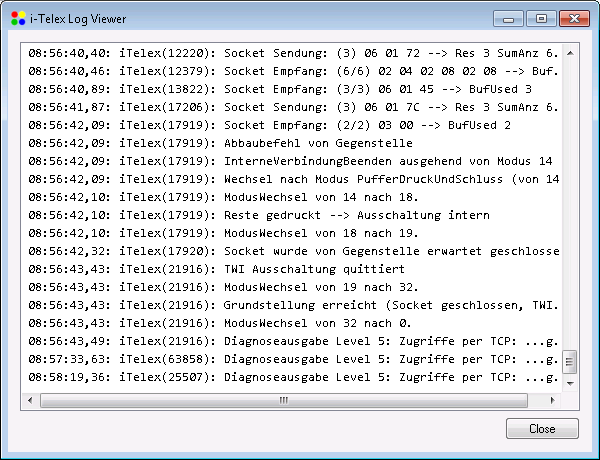 i-Telex Log Viewer
08:56:40,40: iTelex(12220): Socket Sendung: (3) 06 01 72 --> Res 3 SumAnz 6.
08:56:40,46: iTelex(12379): Socket Empfang: (6/6) 02 04 02 08 02 08 --> Buf.
08:56:40,89: iTelex(13822): Socket Empfang: (3/3) 06 01 45 --> BufUsed 3
08:56:41,87: iTelex(17206): Socket Sendung: (3) 06 01 7C --> Res 3 SumAnz 6.
08:56:42,09: iTelex(17919): Socket Empfang: (2/2) 03 00 --> BufUsed 2
08:56:42,09: iTelex(17919): Abbaubefehl von Gegenstelle
08:56:42,09: iTelex(17919): InterneVerbindungBeenden ausgehend von Modus 14
08:56:42,09: iTelex(17919): Wechsel nach Modus PufferDruckUndSchluss (von 14
08:56:42,10: iTelex(17919): ModusWechsel von 14 nach 18.
08:56:42,10: iTelex(17919): Reste gedruckt --> Ausschaltung intern
08:56:42,10: iTelex(17919): ModusWechsel von 18 nach 19.
08:56:42,32: iTelex(17920): Socket wurde von Gegenstelle erwartet geschlosse
08:56:43,43: iTelex(21916): TWI Ausschaltung quittiert
08:56:43,43: iTelex(21916): ModusWechsel von 19 nach 32.
08:56:43,43: iTelex(21916): Grundstellung erreicht (Socket geschlossen, TWI.
08:56:43,43: iTelex(21916): ModusWechsel von 32 nach 0.
08:56:43,49: iTelex(21916): Diagnoseausgabe Level 5: Zugriffe per TCP: ...g.
08:57:33,63: iTelex(63858): Diagnoseausgabe Level 5: Zugriffe per TCP: ...g.
08:58:19,36: iTelex(25507): Diagnoseausgabe Level 5: Zugriffe per TCP: ...g.
Close